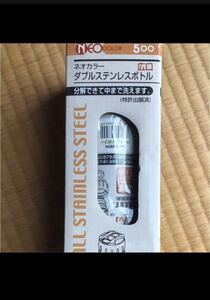 NEO COLOR 500
ネオカラー 広口
ダブルステンレスボトル
分解できて中まで洗えます。
(特許出願済)
ALL STAINLESS STEEL